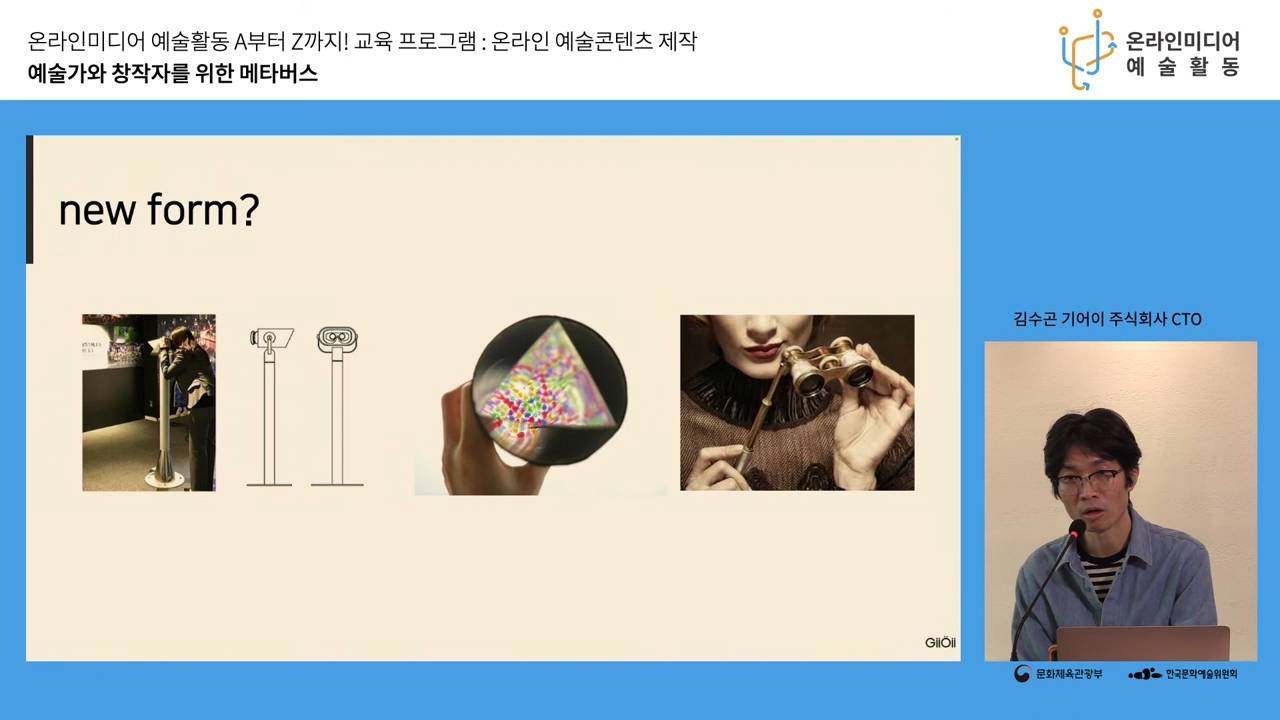 온라인미디어 예술활동 A부터 Z까지! 교육 프로그램 : 온라인 예술콘텐츠 제작
예술가와 창작자를 위한 메타버스
온라인미디어
예술활동
new form?
김수곤 기어이 주식회사 CTO
GiiÖii
문화체육관광부
한국문화예술위원회